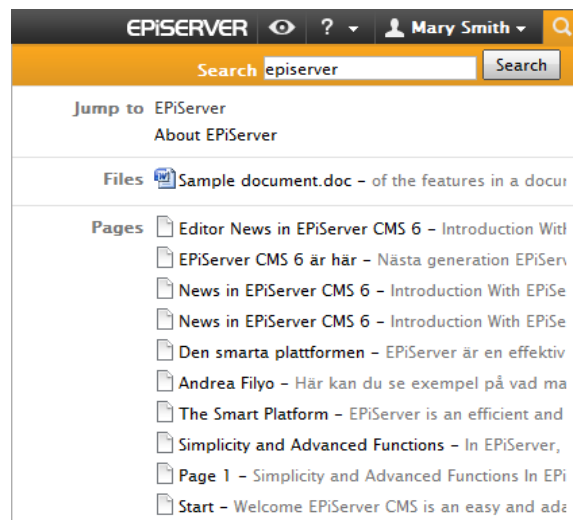 EPiSERVER ? Mary Smith
Search episerver Search
Jump to EPiServer
About EPiServer
Files Sample document.doc – of the features in a docur
Pages Editor News in EPiServer CMS 6 – Introduction With
EPiServer CMS 6 är här – Nästa generation EPiServ
News in EPiServer CMS 6 – Introduction With EPiSe
News in EPiServer CMS 6 – Introduction With EPiSe
Den smarta plattformen – EPiServer är en effektiv
Andrea Filyo – Här kan du se exempel på vad ma
The Smart Platform – EPiServer is an efficient and
Simplicity and Advanced Functions – In EPiServer,
Page 1 – Simplicity and Advanced Functions In EPi
Start – Welcome EPiServer CMS is an easy and ada